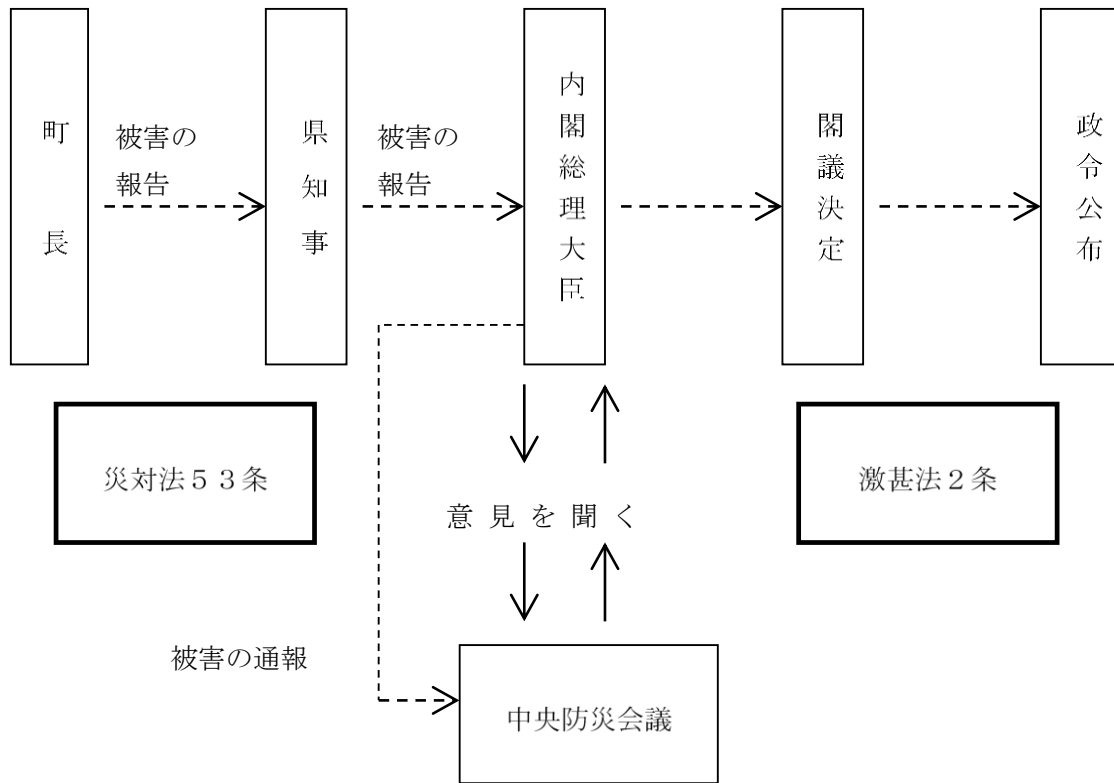 町長
被害の
報告
県知事
被害の
報告
内閣総理大臣
閣議決定
政令公布
災対法５３条
激甚法２条
意見を聞く
被害の通報
中央防災会議